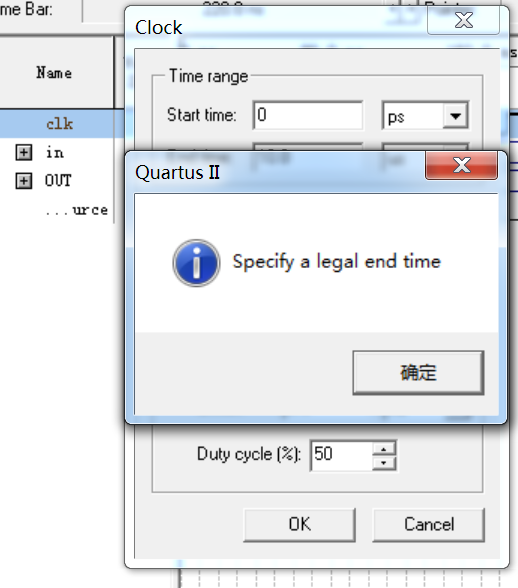 me Bar:
Pointe
Clock
Name
Time range
clk
Start time: 0 ps
in
OUT
Quartus II
...urce
Specify a legal end time
确定
Duty cycle (%): 50
OK Cancel